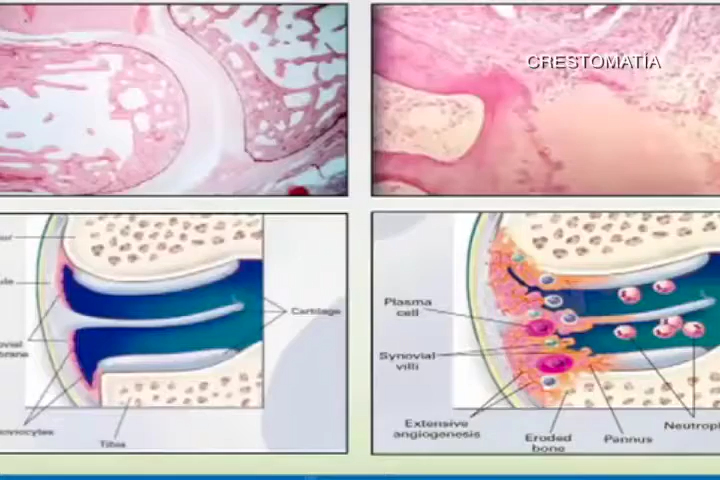 CRESTOMATÍA
Cartilage
Tibia
Plasma
cell
Synovial
villi
Extensive
angiogenesis
Eroded
bone
Pannus